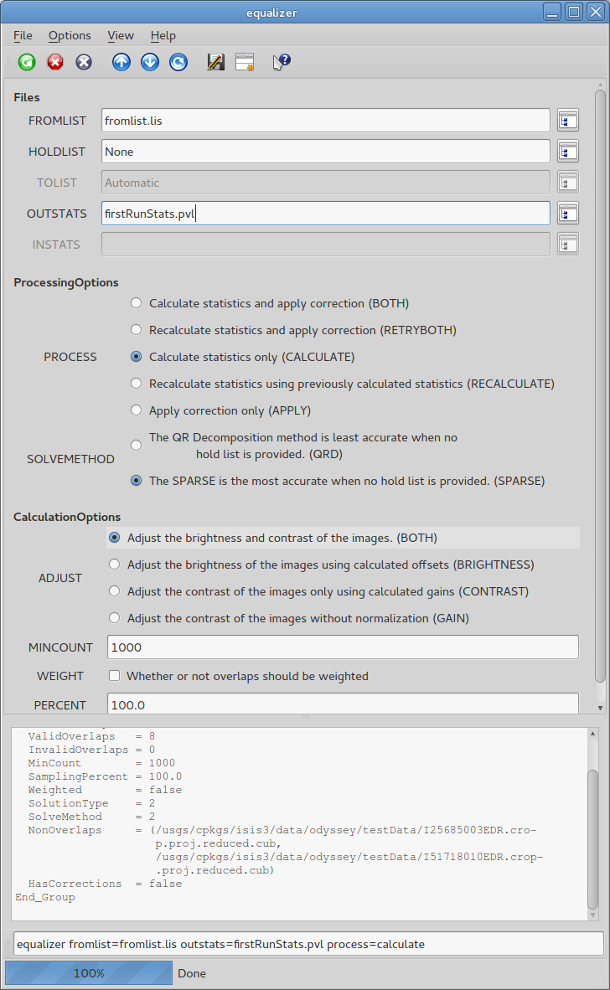 equalizer
File Options View Help
Files
FROMLIST fromlist.lis
HOLDLIST None
TOLIST Automatic
OUTSTATS firstRunStats.pvl
INSTATS
ProcessingOptions
Calculate statistics and apply correction (BOTH)
Recalculate statistics and apply correction (RETRYBOTH)
PROCESS Calculate statistics only (CALCULATE)
Recalculate statistics using previously calculated statistics (RECALCULATE)
Apply correction only (APPLY)
The QR Decomposition method is least accurate when no
hold list is provided. (QRD)
SOLVEMETHOD
The SPARSE is the most accurate when no hold list is provided. (SPARSE)
CalculationOptions
Adjust the brightness and contrast of the images. (BOTH)
Adjust the brightness of the images using calculated offsets (BRIGHTNESS)
ADJUST
Adjust the contrast of the images only using calculated gains (CONTRAST)
Adjust the contrast of the images without normalization (GAIN)
MINCOUNT 1000
WEIGHT Whether or not overlaps should be weighted
PERCENT 100.0
ValidOverlaps = 8
InvalidOverlaps = 0
MinCount = 1000
SamplingPercent = 100.0
Weighted = false
SolutionType = 2
SolveMethod = 2
NonOverlaps = (/usgs/cpkgs/isis3/data/odyssey/testData/I25685003EDR.cro-
p.proj.reduced.cub,
/usgs/cpkgs/isis3/data/odyssey/testData/I51718010EDR.crop-
.proj.reduced.cub)
HasCorrections = false
End_Group
equalizer fromlist=fromlist.lis outstats=firstRunStats.pvl process=calculate
100% Done